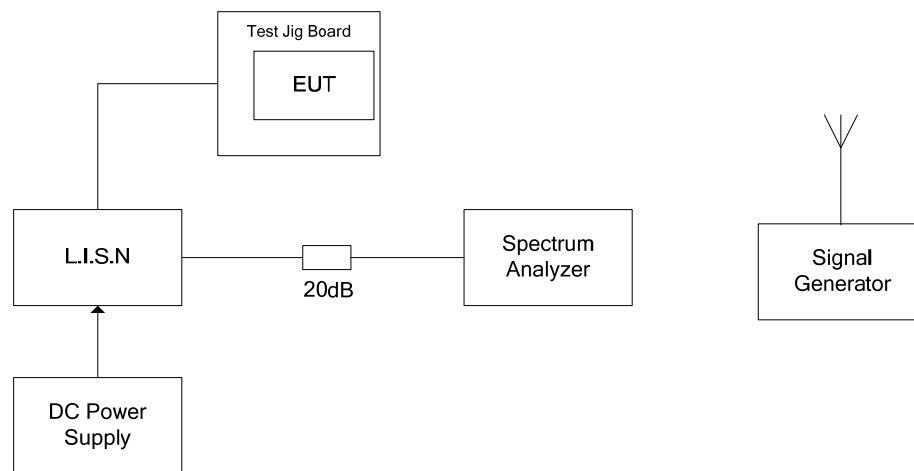 Test Jig Board
EUT
L.I.S.N
20dB
Spectrum
Analyzer
Signal
Generator
DC Power
Supply